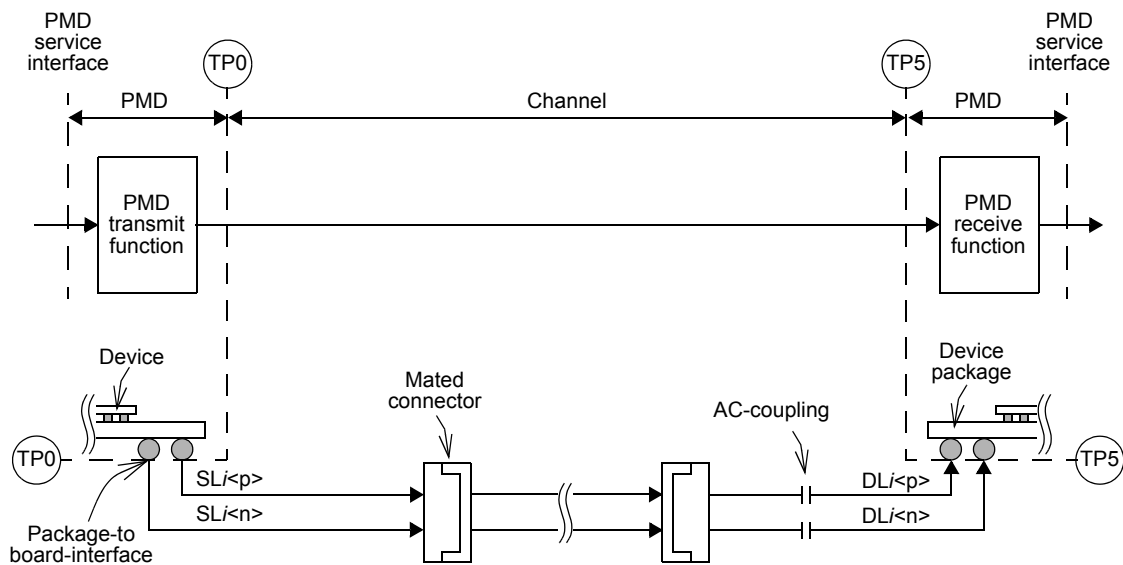 PMD
service
interface
TP0
TP5
PMD
service
interface
PMD
Channel
PMD
PMD
transmit
function
PMD
receive
function
Device
Mated
connector
AC-coupling
Device
package
TP0
TP5
SLi<p>
DLi<p>
SLi<n>
DLi<n>
Package-to
board-interface